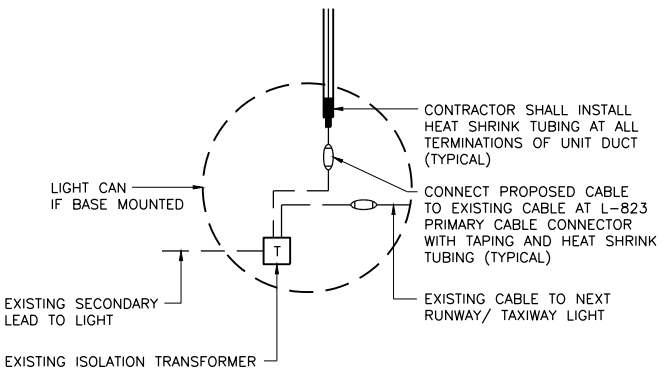 CONTRACTOR SHALL INSTALL
HEAT SHRINK TUBING AT ALL
TERMINATIONS OF UNIT DUCT
(TYPICAL)
LIGHT CAN
IF BASE MOUNTED
CONNECT PROPOSED CABLE
TO EXISTING CABLE AT L-823
PRIMARY CABLE CONNECTOR
WITH TAPING AND HEAT SHRINK
TUBING (TYPICAL)
T
EXISTING SECONDARY
LEAD TO LIGHT
EXISTING CABLE TO NEXT
RUNWAY/ TAXIWAY LIGHT
EXISTING ISOLATION TRANSFORMER